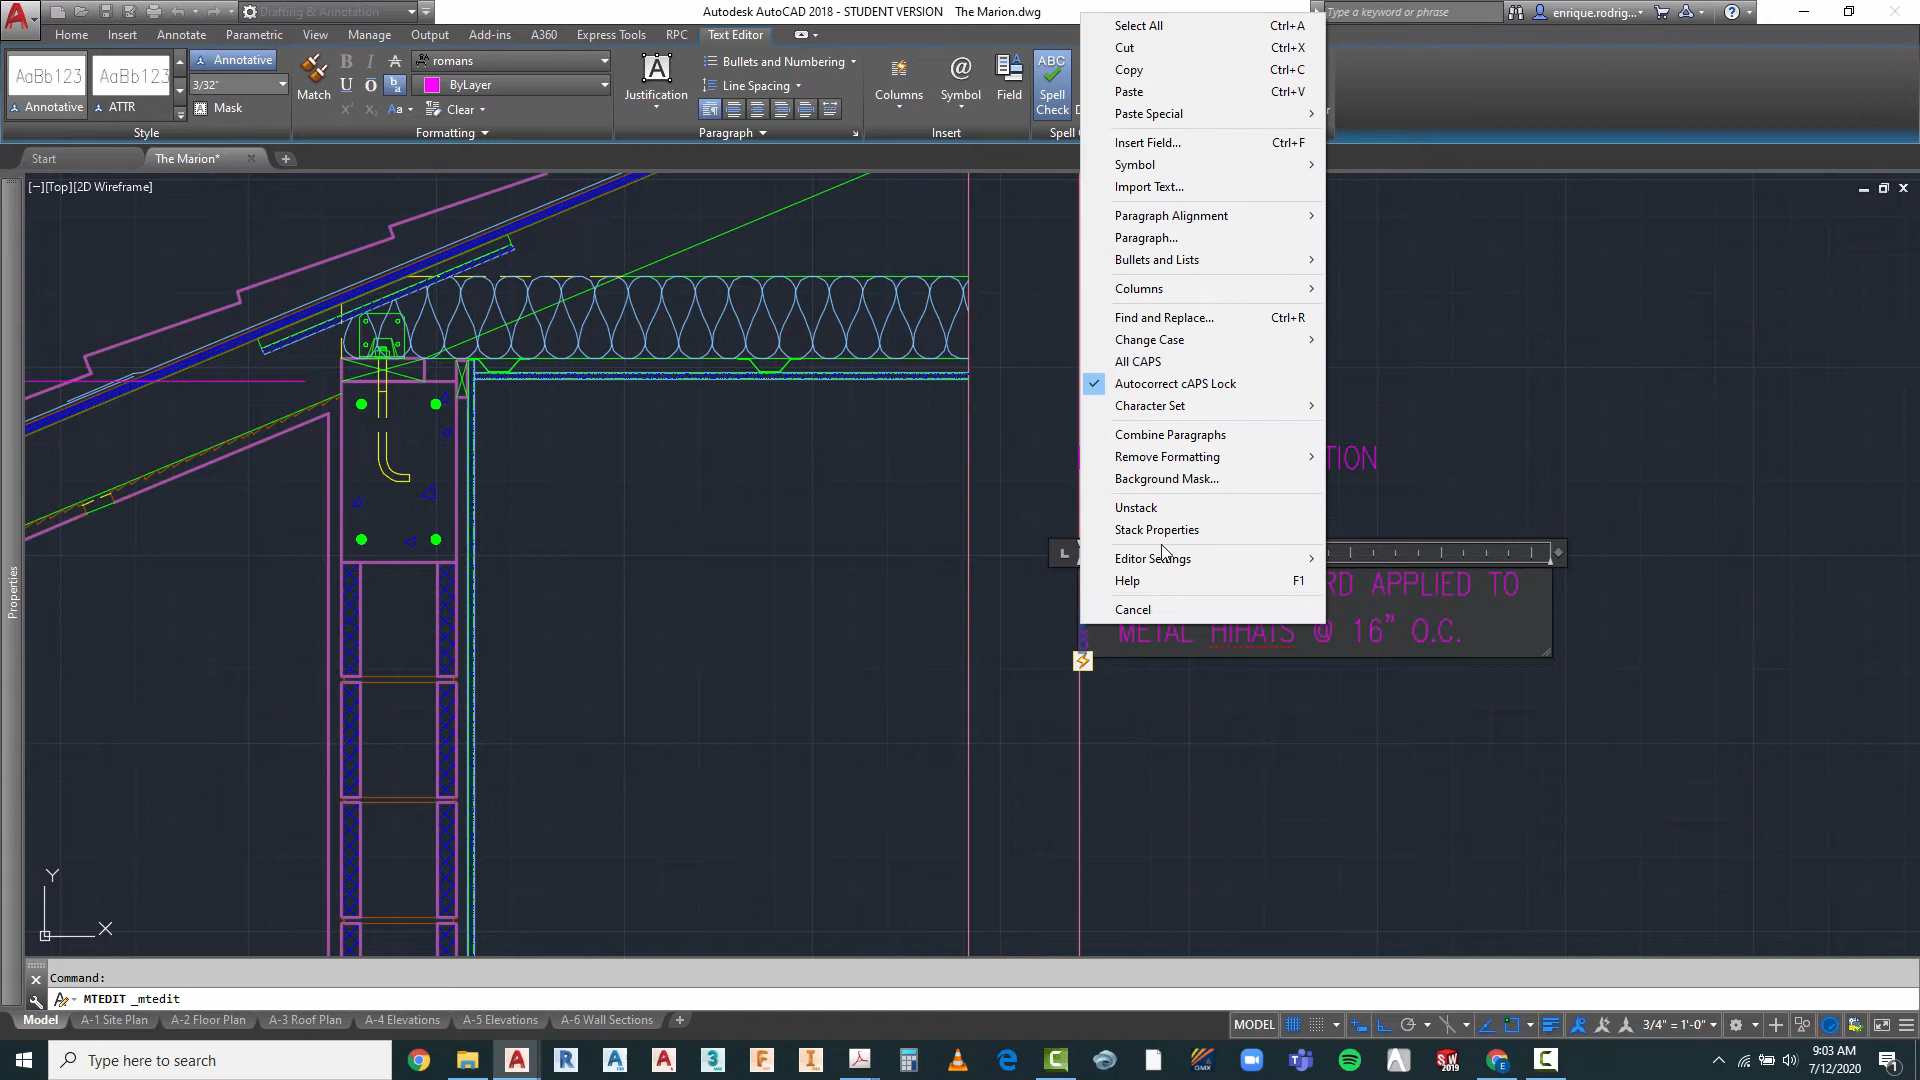 Drafting & Annotation
Autodesk AutoCAD 2018 - STUDENT VERSION The Marion.dwg
Type a keyword or phrase
enrique.rodrig...
Home Insert Annotate Parametric View Manage Output Add-ins A360 Express Tools RPC Text Editor
AaBb123 AaBb123
Annotative ATTR
Annotative
3/32"
Mask
Style
Match
romans
ByLayer
Aa
Clear
Formatting
Justification
Bullets and Numbering
Line Spacing
Paragraph
Columns
Symbol
Field
Insert
ABC
Spell
Check
Spell
Start
The Marion*
[−][Top][2D Wireframe]
Properties
Select All Ctrl+A
Cut Ctrl+X
Copy Ctrl+C
Paste Ctrl+V
Paste Special
Insert Field... Ctrl+F
Symbol
Import Text...
Paragraph Alignment
Paragraph...
Bullets and Lists
Columns
Find and Replace... Ctrl+R
Change Case
All CAPS
Autocorrect cAPS Lock
Character Set
Combine Paragraphs
Remove Formatting
Background Mask...
Unstack
Stack Properties
Editor Settings
Help F1
Cancel
TION
RD APPLIED TO
METAL HIHATS @ 16" O.C.
Y
X
Command:
MTEDIT _mtedit
Model A-1 Site Plan A-2 Floor Plan A-3 Roof Plan A-4 Elevations A-5 Elevations A-6 Wall Sections
MODEL
3/4" = 1'-0"
Type here to search
9:03 AM
7/12/2020